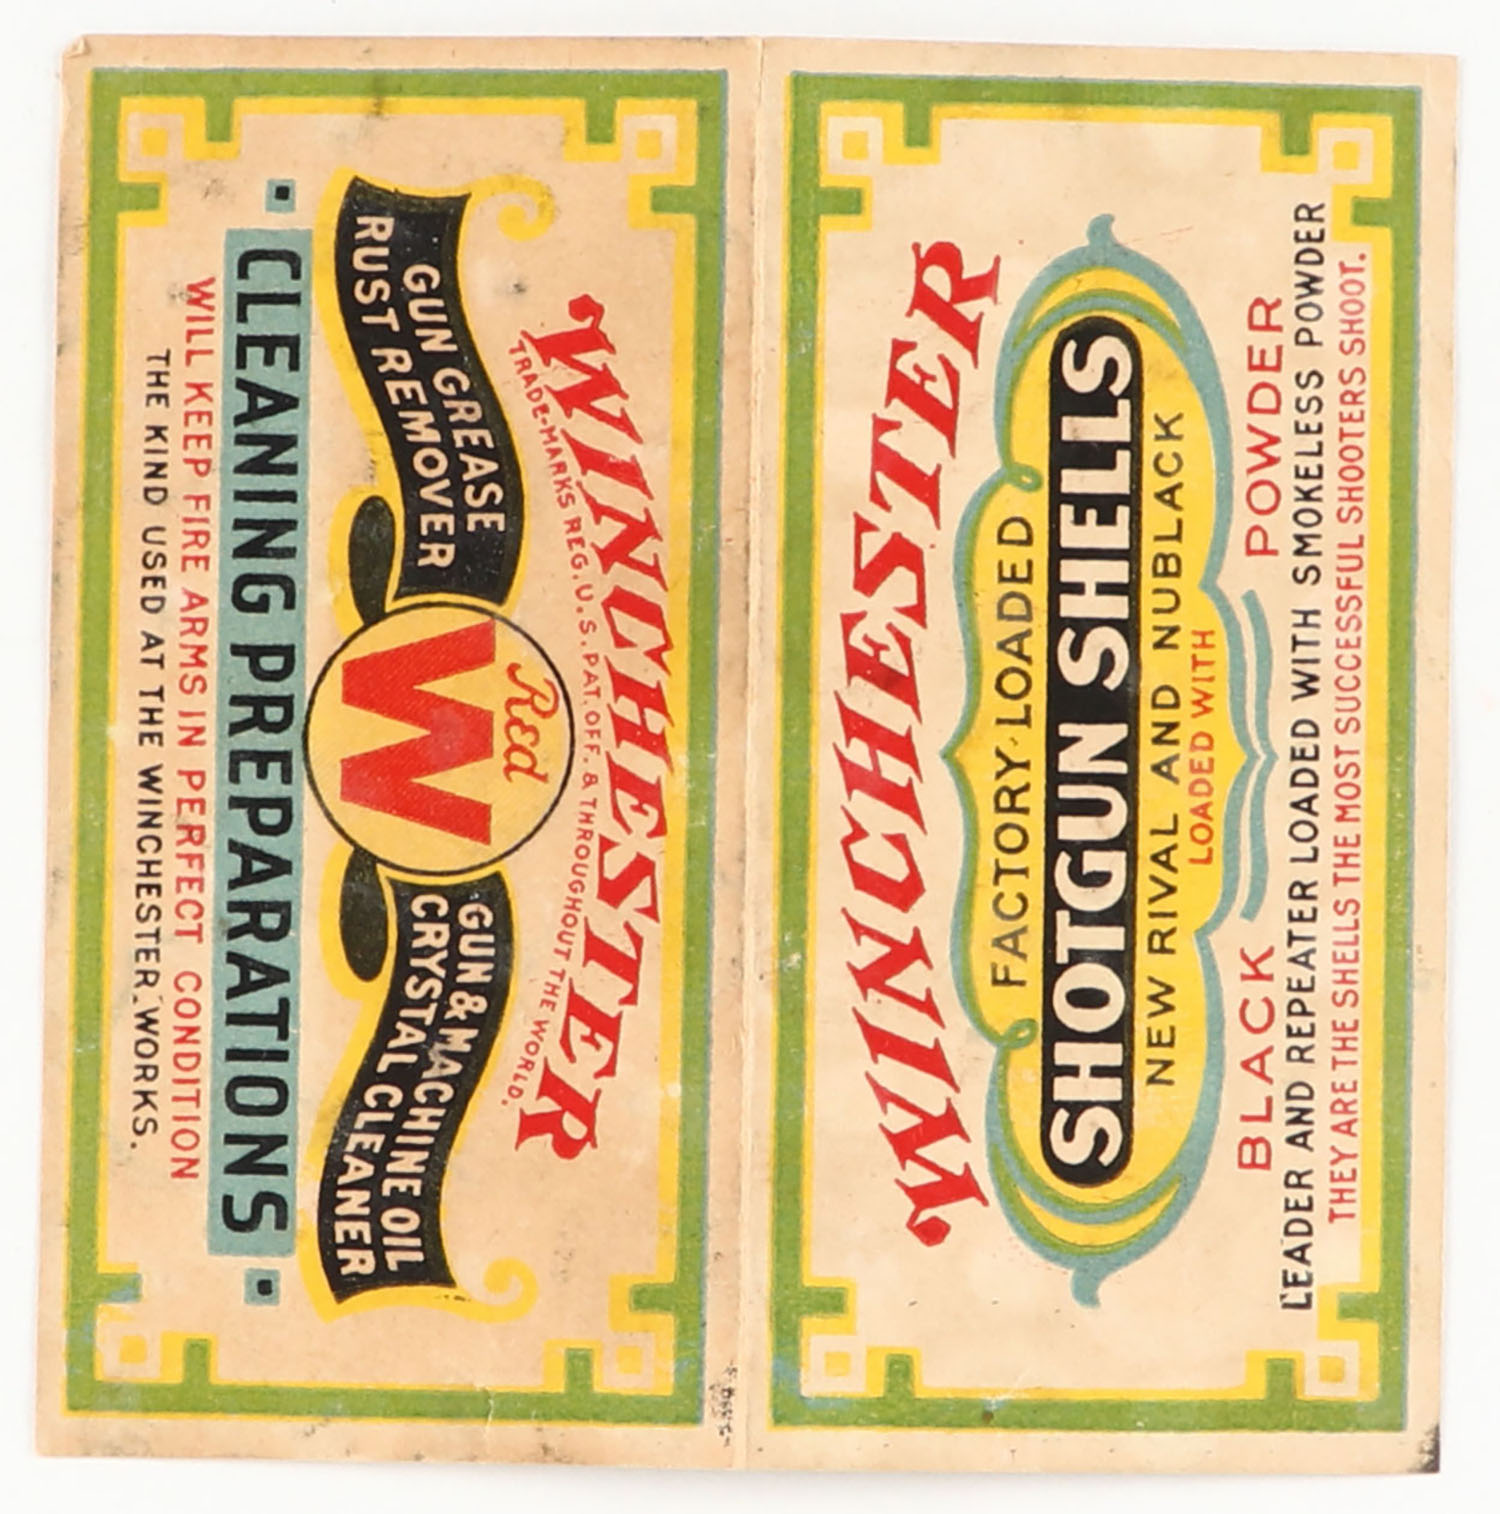 WINCHESTER
TRADE-MARKS REG. U.S. PAT. OFF. & THROUGHOUT THE WORLD.
GUN GREASE
RUST REMOVER
Red
W
GUN & MACHINE OIL
CRYSTAL CLEANER
· CLEANING PREPARATIONS ·
WILL KEEP FIRE ARMS IN PERFECT CONDITION
THE KIND USED AT THE WINCHESTER WORKS.
WINCHESTER
FACTORY-LOADED
SHOTGUN SHELLS
NEW RIVAL AND NUBLACK
LOADED WITH
BLACK POWDER
LEADER AND REPEATER LOADED WITH SMOKELESS POWDER
THEY ARE THE SHELLS THE MOST SUCCESSFUL SHOOTERS SHOOT.